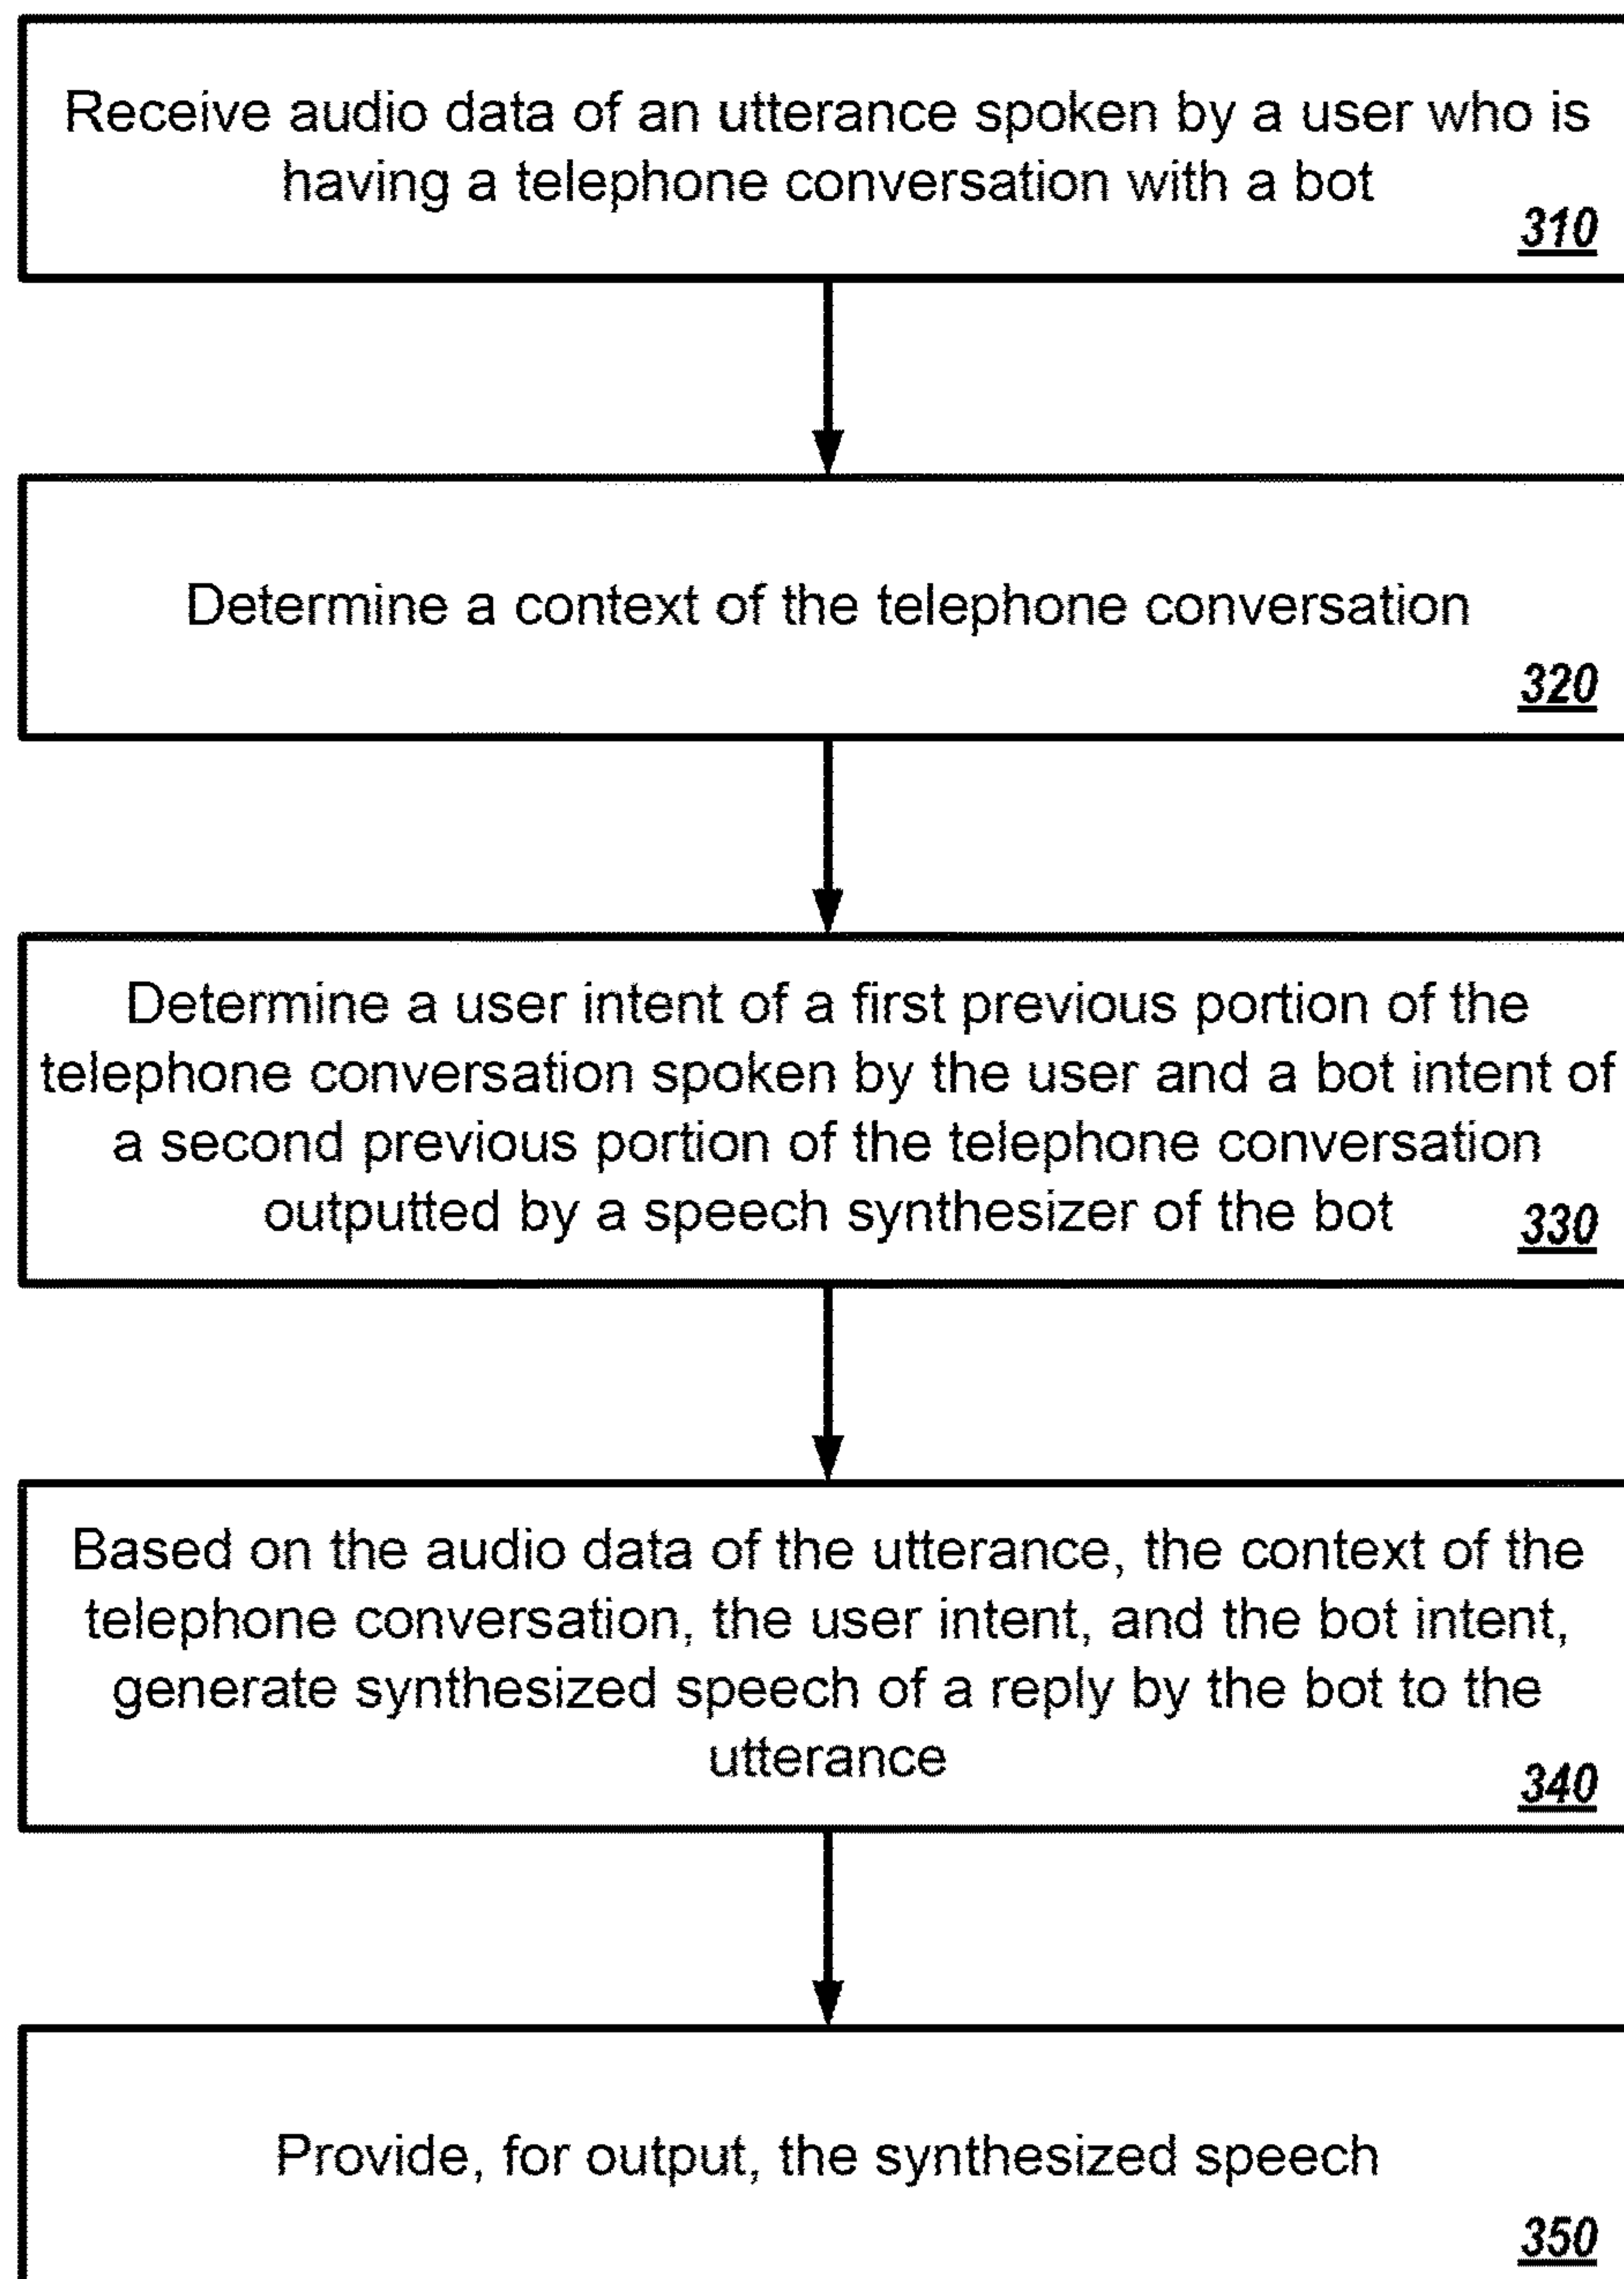 Receive audio data of an utterance spoken by a user who is
having a telephone conversation with a bot
310
Determine a context of the telephone conversation
320
Determine a user intent of a first previous portion of the
telephone conversation spoken by the user and a bot intent of
a second previous portion of the telephone conversation
outputted by a speech synthesizer of the bot
330
Based on the audio data of the utterance, the context of the
telephone conversation, the user intent, and the bot intent,
generate synthesized speech of a reply by the bot to the
utterance
340
Provide, for output, the synthesized speech
350